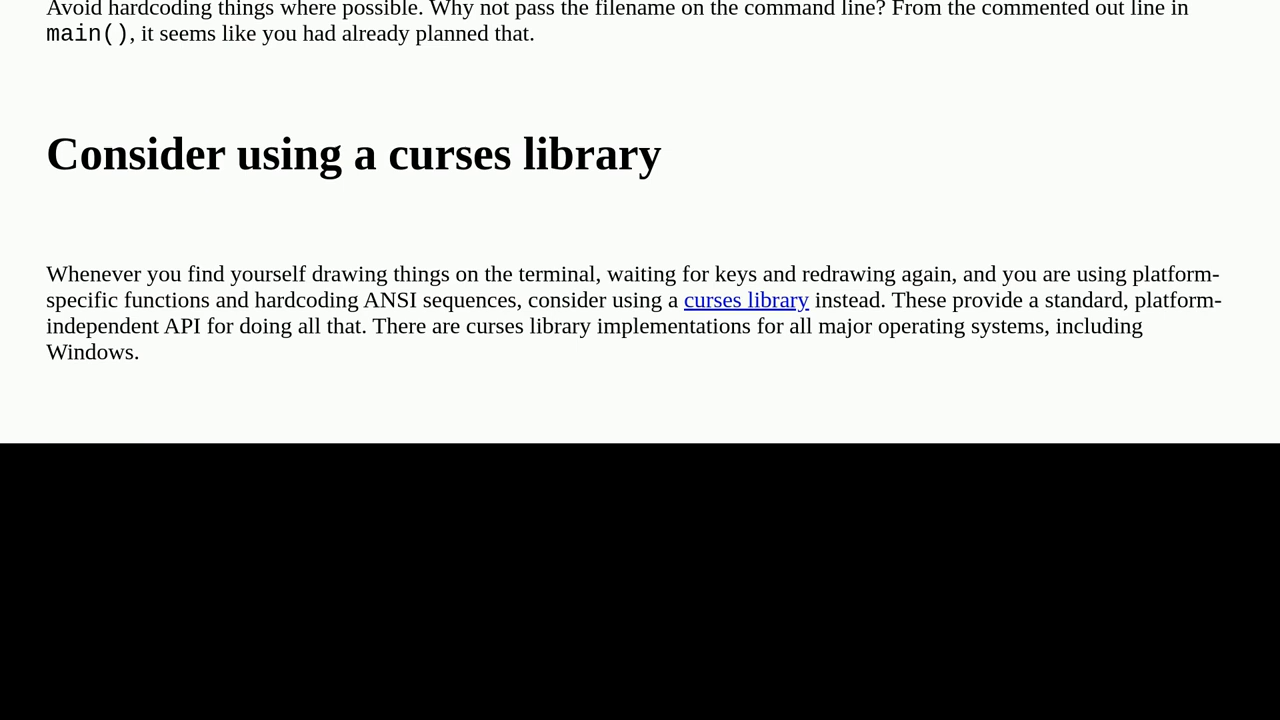 Avoid hardcoding things where possible. Why not pass the filename on the command line? From the commented out line in
main(), it seems like you had already planned that.
Consider using a curses library
Whenever you find yourself drawing things on the terminal, waiting for keys and redrawing again, and you are using platform-
specific functions and hardcoding ANSI sequences, consider using a curses library instead. These provide a standard, platform-
independent API for doing all that. There are curses library implementations for all major operating systems, including
Windows.